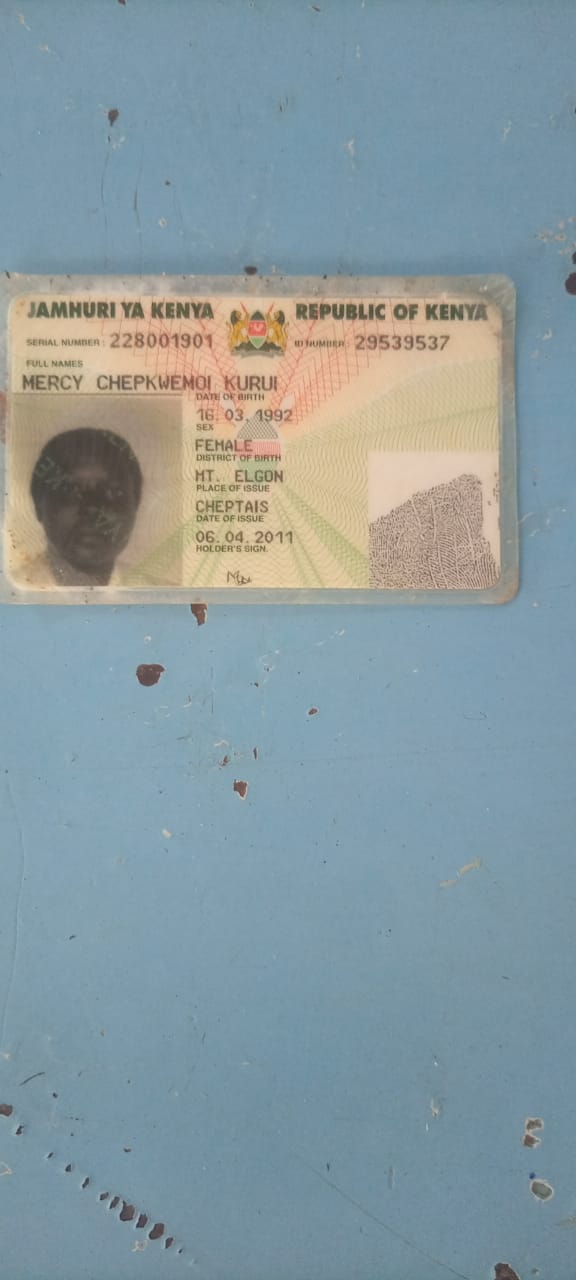 JAMHURI YA KENYA REPUBLIC OF KENYA
SERIAL NUMBER: 228001901 ID NUMBER: 29539537
FULL NAMES
MERCY CHEPKWEMOI KURUI
DATE OF BIRTH
16. 03. 1992
SEX
FEMALE
DISTRICT OF BIRTH
MT. ELGON
PLACE OF ISSUE
CHEPTAIS
DATE OF ISSUE
06. 04. 2011
HOLDER'S SIGN.